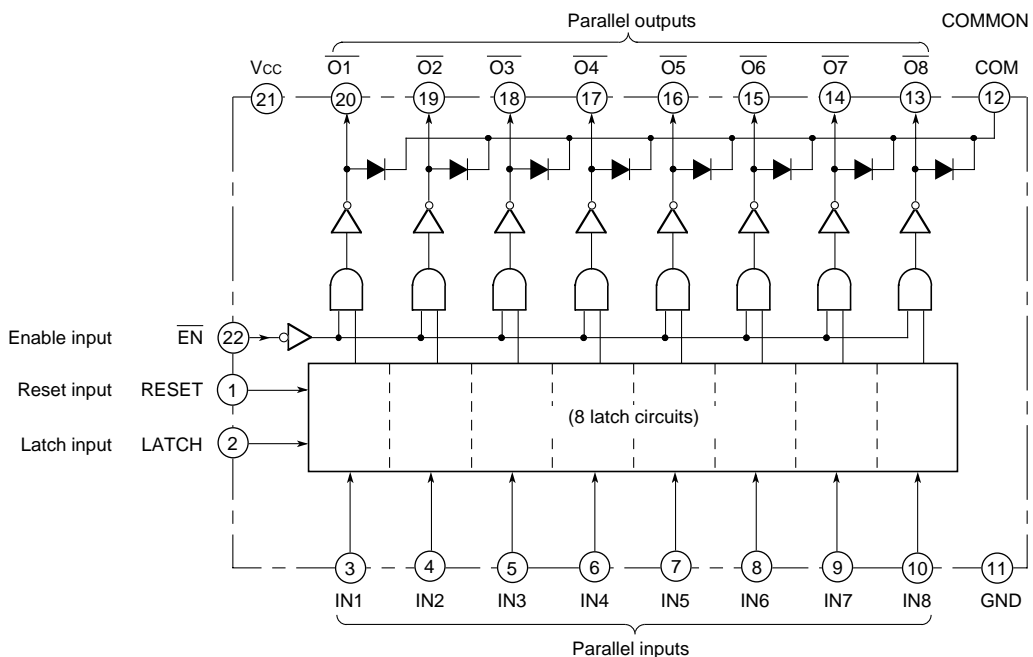 Parallel outputs COMMON
VCC O1 O2 O3 O4 O5 O6 O7 O8 COM
21 20 19 18 17 16 15 14 13 12
Enable input EN 22
Reset input RESET 1
(8 latch circuits)
Latch input LATCH 2
3 4 5 6 7 8 9 10 11
IN1 IN2 IN3 IN4 IN5 IN6 IN7 IN8 GND
Parallel inputs